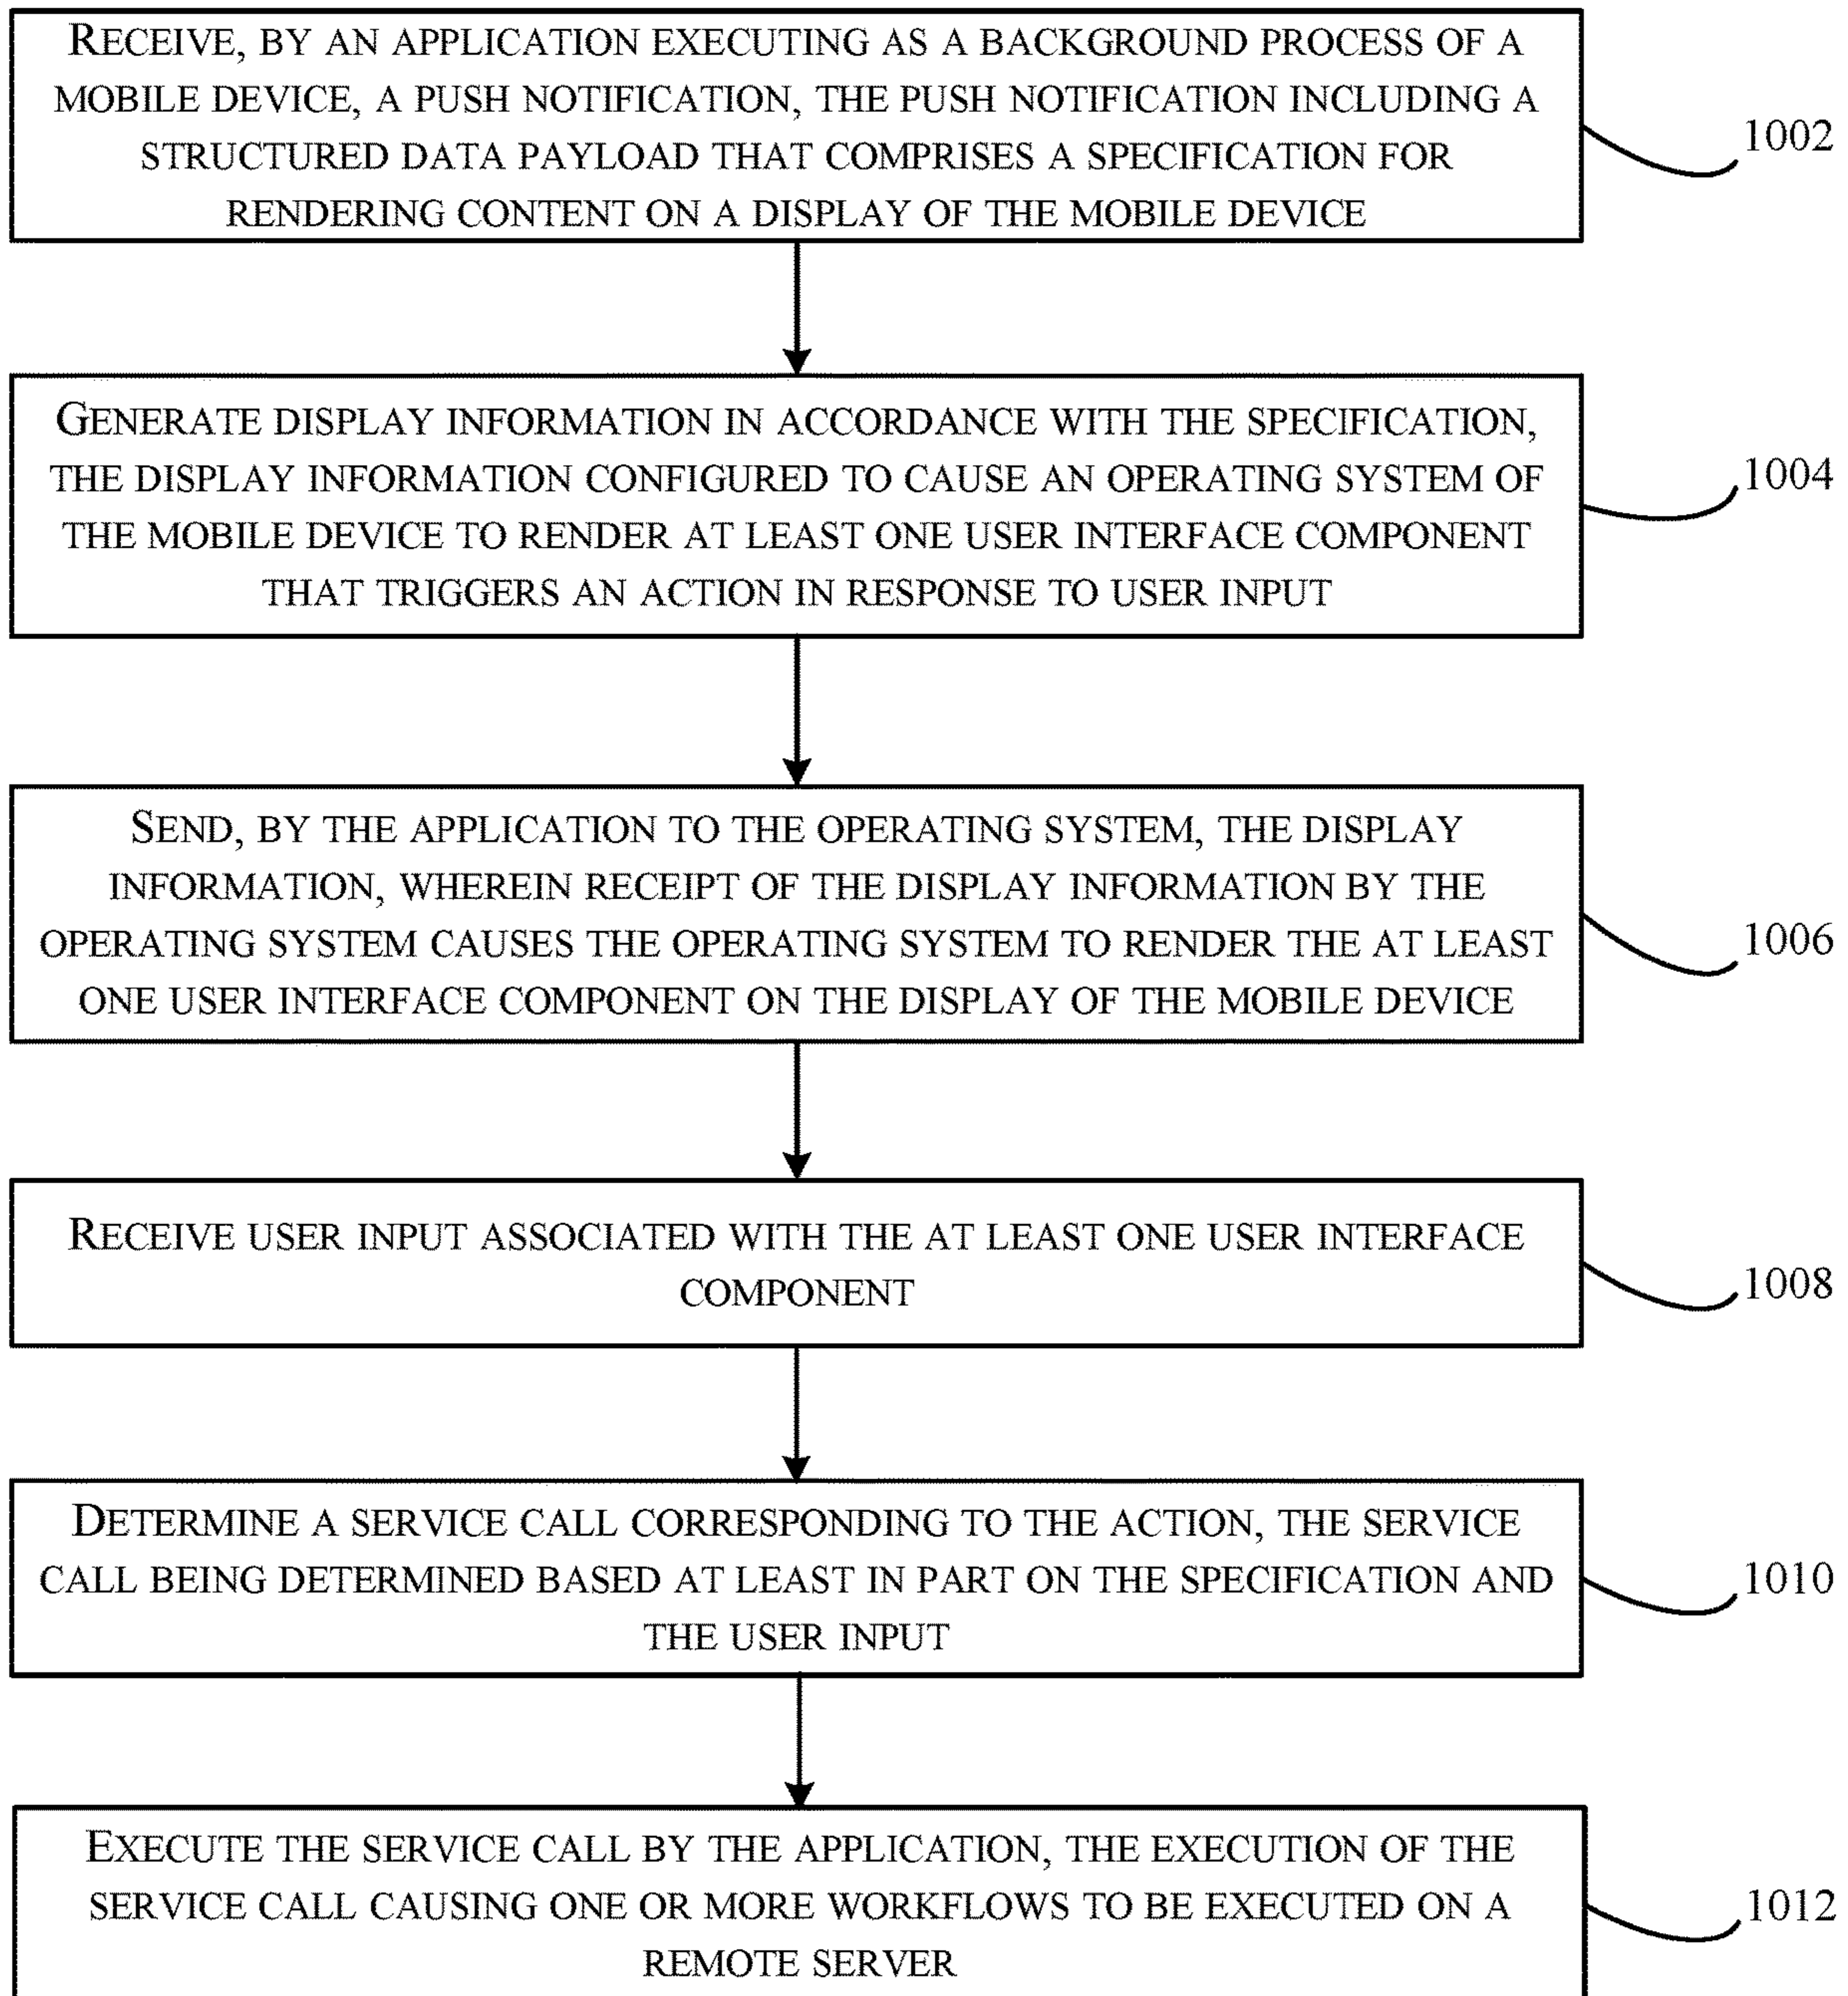 RECEIVE, BY AN APPLICATION EXECUTING AS A BACKGROUND PROCESS OF A
MOBILE DEVICE, A PUSH NOTIFICATION, THE PUSH NOTIFICATION INCLUDING A
STRUCTURED DATA PAYLOAD THAT COMPRISES A SPECIFICATION FOR
RENDERING CONTENT ON A DISPLAY OF THE MOBILE DEVICE
1002
GENERATE DISPLAY INFORMATION IN ACCORDANCE WITH THE SPECIFICATION,
THE DISPLAY INFORMATION CONFIGURED TO CAUSE AN OPERATING SYSTEM OF
THE MOBILE DEVICE TO RENDER AT LEAST ONE USER INTERFACE COMPONENT
THAT TRIGGERS AN ACTION IN RESPONSE TO USER INPUT
1004
SEND, BY THE APPLICATION TO THE OPERATING SYSTEM, THE DISPLAY
INFORMATION, WHEREIN RECEIPT OF THE DISPLAY INFORMATION BY THE
OPERATING SYSTEM CAUSES THE OPERATING SYSTEM TO RENDER THE AT LEAST
ONE USER INTERFACE COMPONENT ON THE DISPLAY OF THE MOBILE DEVICE
1006
RECEIVE USER INPUT ASSOCIATED WITH THE AT LEAST ONE USER INTERFACE
COMPONENT
1008
DETERMINE A SERVICE CALL CORRESPONDING TO THE ACTION, THE SERVICE
CALL BEING DETERMINED BASED AT LEAST IN PART ON THE SPECIFICATION AND
THE USER INPUT
1010
EXECUTE THE SERVICE CALL BY THE APPLICATION, THE EXECUTION OF THE
SERVICE CALL CAUSING ONE OR MORE WORKFLOWS TO BE EXECUTED ON A
REMOTE SERVER
1012